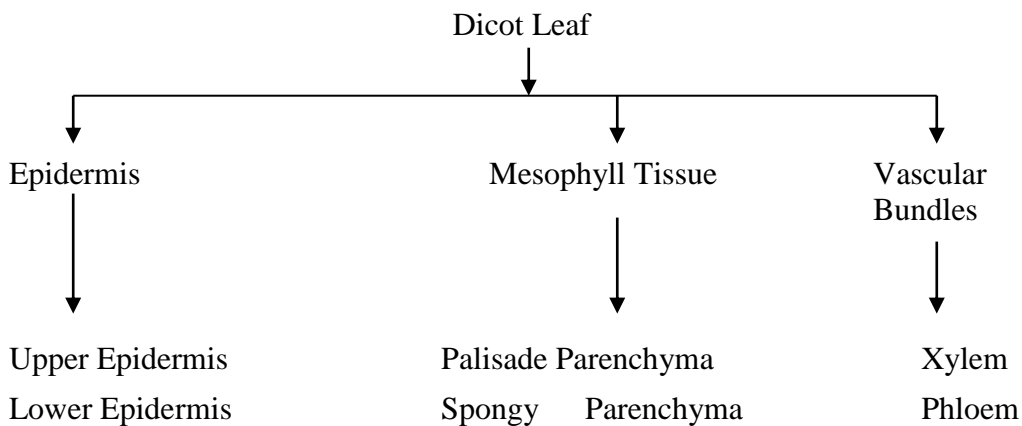 Dicot Leaf
Epidermis
Mesophyll Tissue
Vascular
Bundles
Upper Epidermis
Lower Epidermis
Palisade Parenchyma
Spongy Parenchyma
Xylem
Phloem